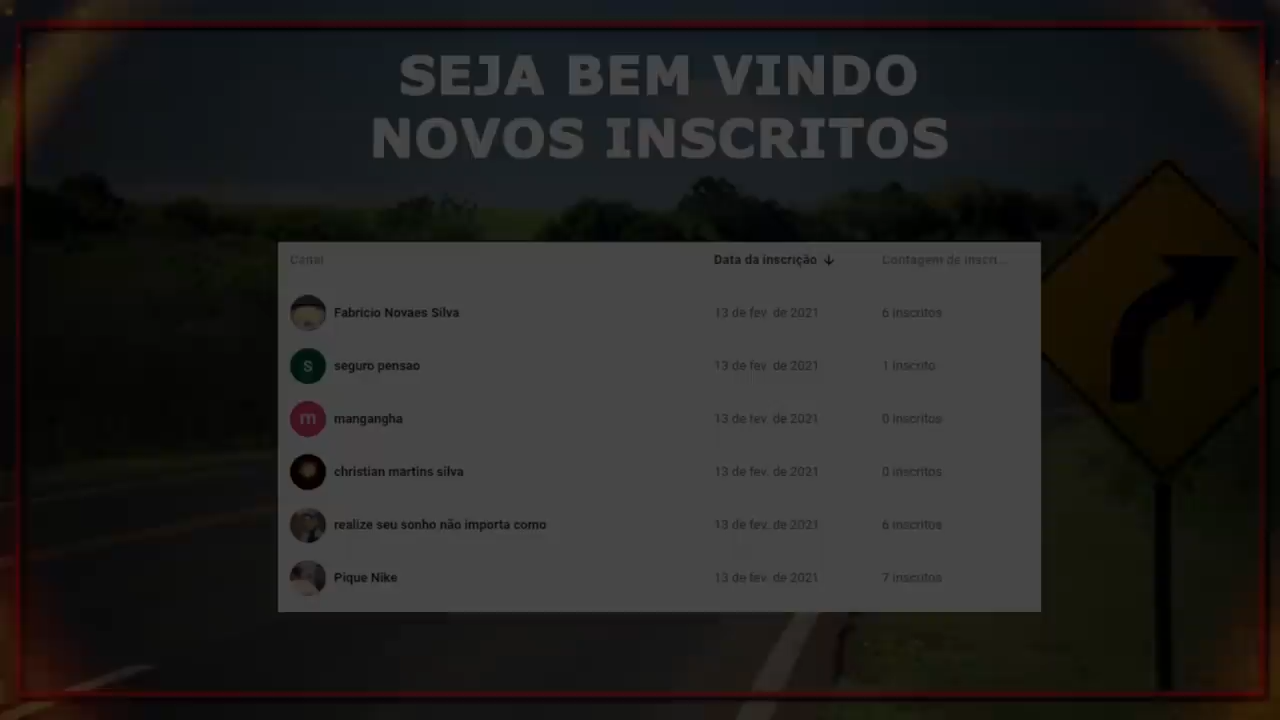 SEJA BEM VINDO
NOVOS INSCRITOS
Canal Data da inscrição ↓ Contagem de inscri...
Fabricio Novaes Silva 13 de fev. de 2021 6 inscritos
S seguro pensao 13 de fev. de 2021 1 inscrito
m mangangha 13 de fev. de 2021 0 inscritos
christian martins silva 13 de fev. de 2021 0 inscritos
realize seu sonho não importa como 13 de fev. de 2021 6 inscritos
Pique Nike 13 de fev. de 2021 7 inscritos